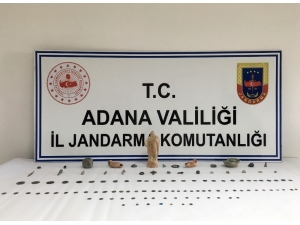 T.C.
ADANA VALİLİĞİ
İL JANDARMA KOMUTANLIĞI